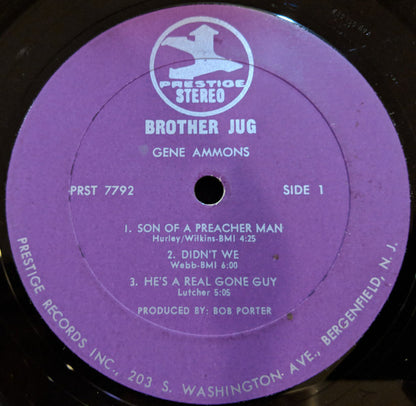 PRESTIGE
STEREO
BROTHER JUG
GENE AMMONS
PRST 7792
SIDE 1
1. SON OF A PREACHER MAN
Hurley/Wilkins-BMI 4:25
2. DIDN'T WE
Webb-BMI 6:00
3. HE'S A REAL GONE GUY
Lutcher 5:05
PRODUCED BY: BOB PORTER
PRESTIGE RECORDS INC., 203 S. WASHINGTON AVE., BERGENFIELD, N. J.